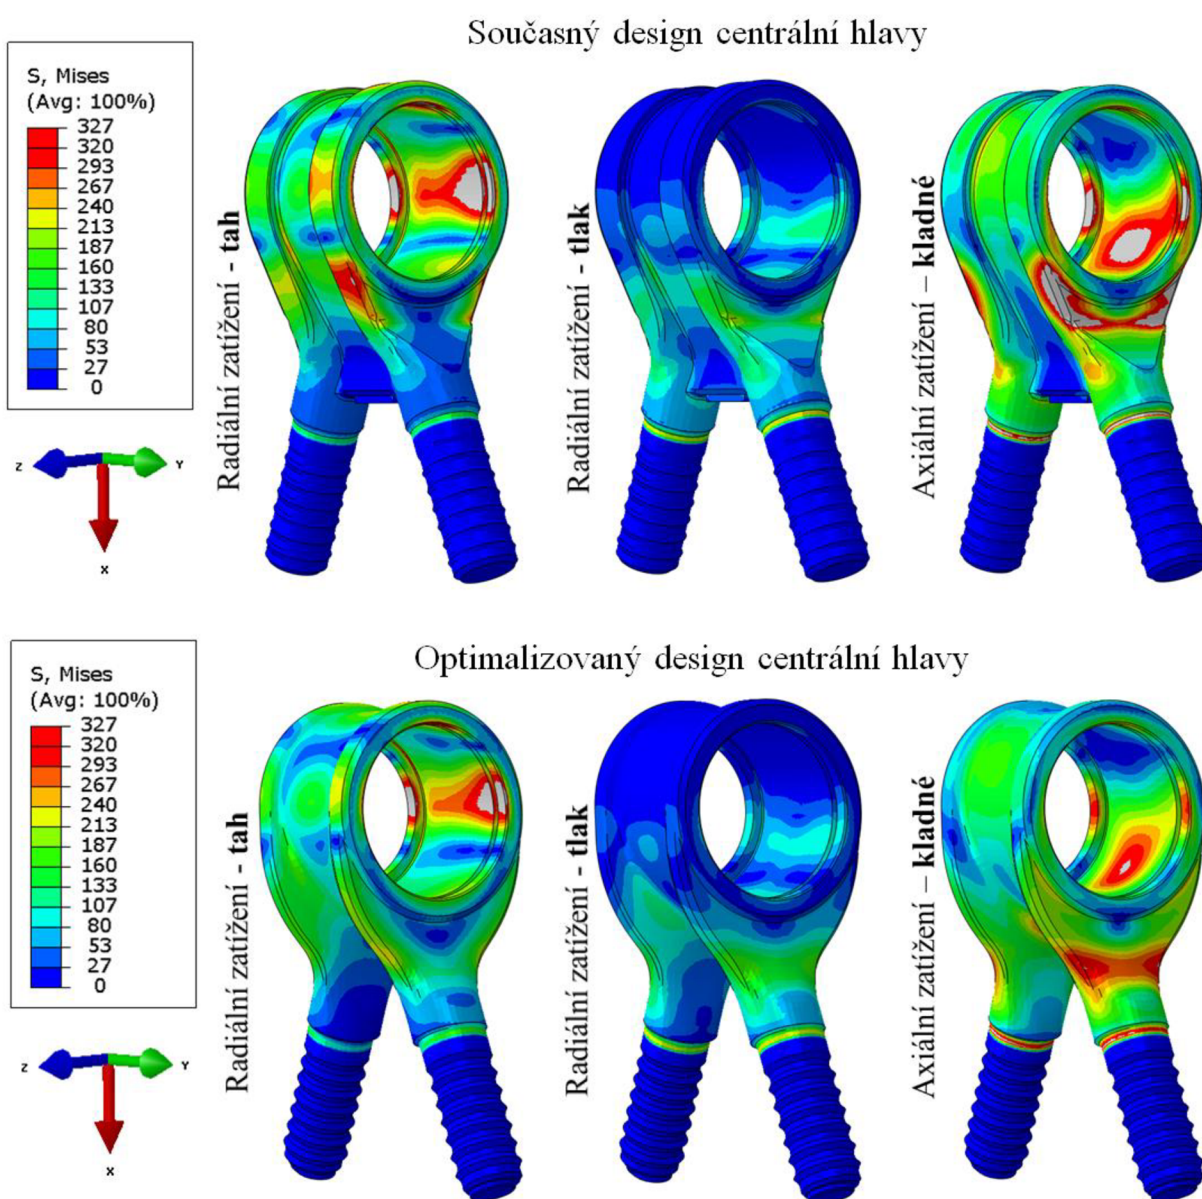 Současný design centrální hlavy
S, Mises
(Avg: 100%)
327
320
293
267
240
213
187
160
133
107
80
53
27
0
Z
Y
X
Radiální zatížení - tah
Radiální zatížení - tlak
Axiální zatížení – kladné
Optimalizovaný design centrální hlavy
S, Mises
(Avg: 100%)
327
320
293
267
240
213
187
160
133
107
80
53
27
0
Z
Y
X
Radiální zatížení - tah
Radiální zatížení - tlak
Axiální zatížení – kladné